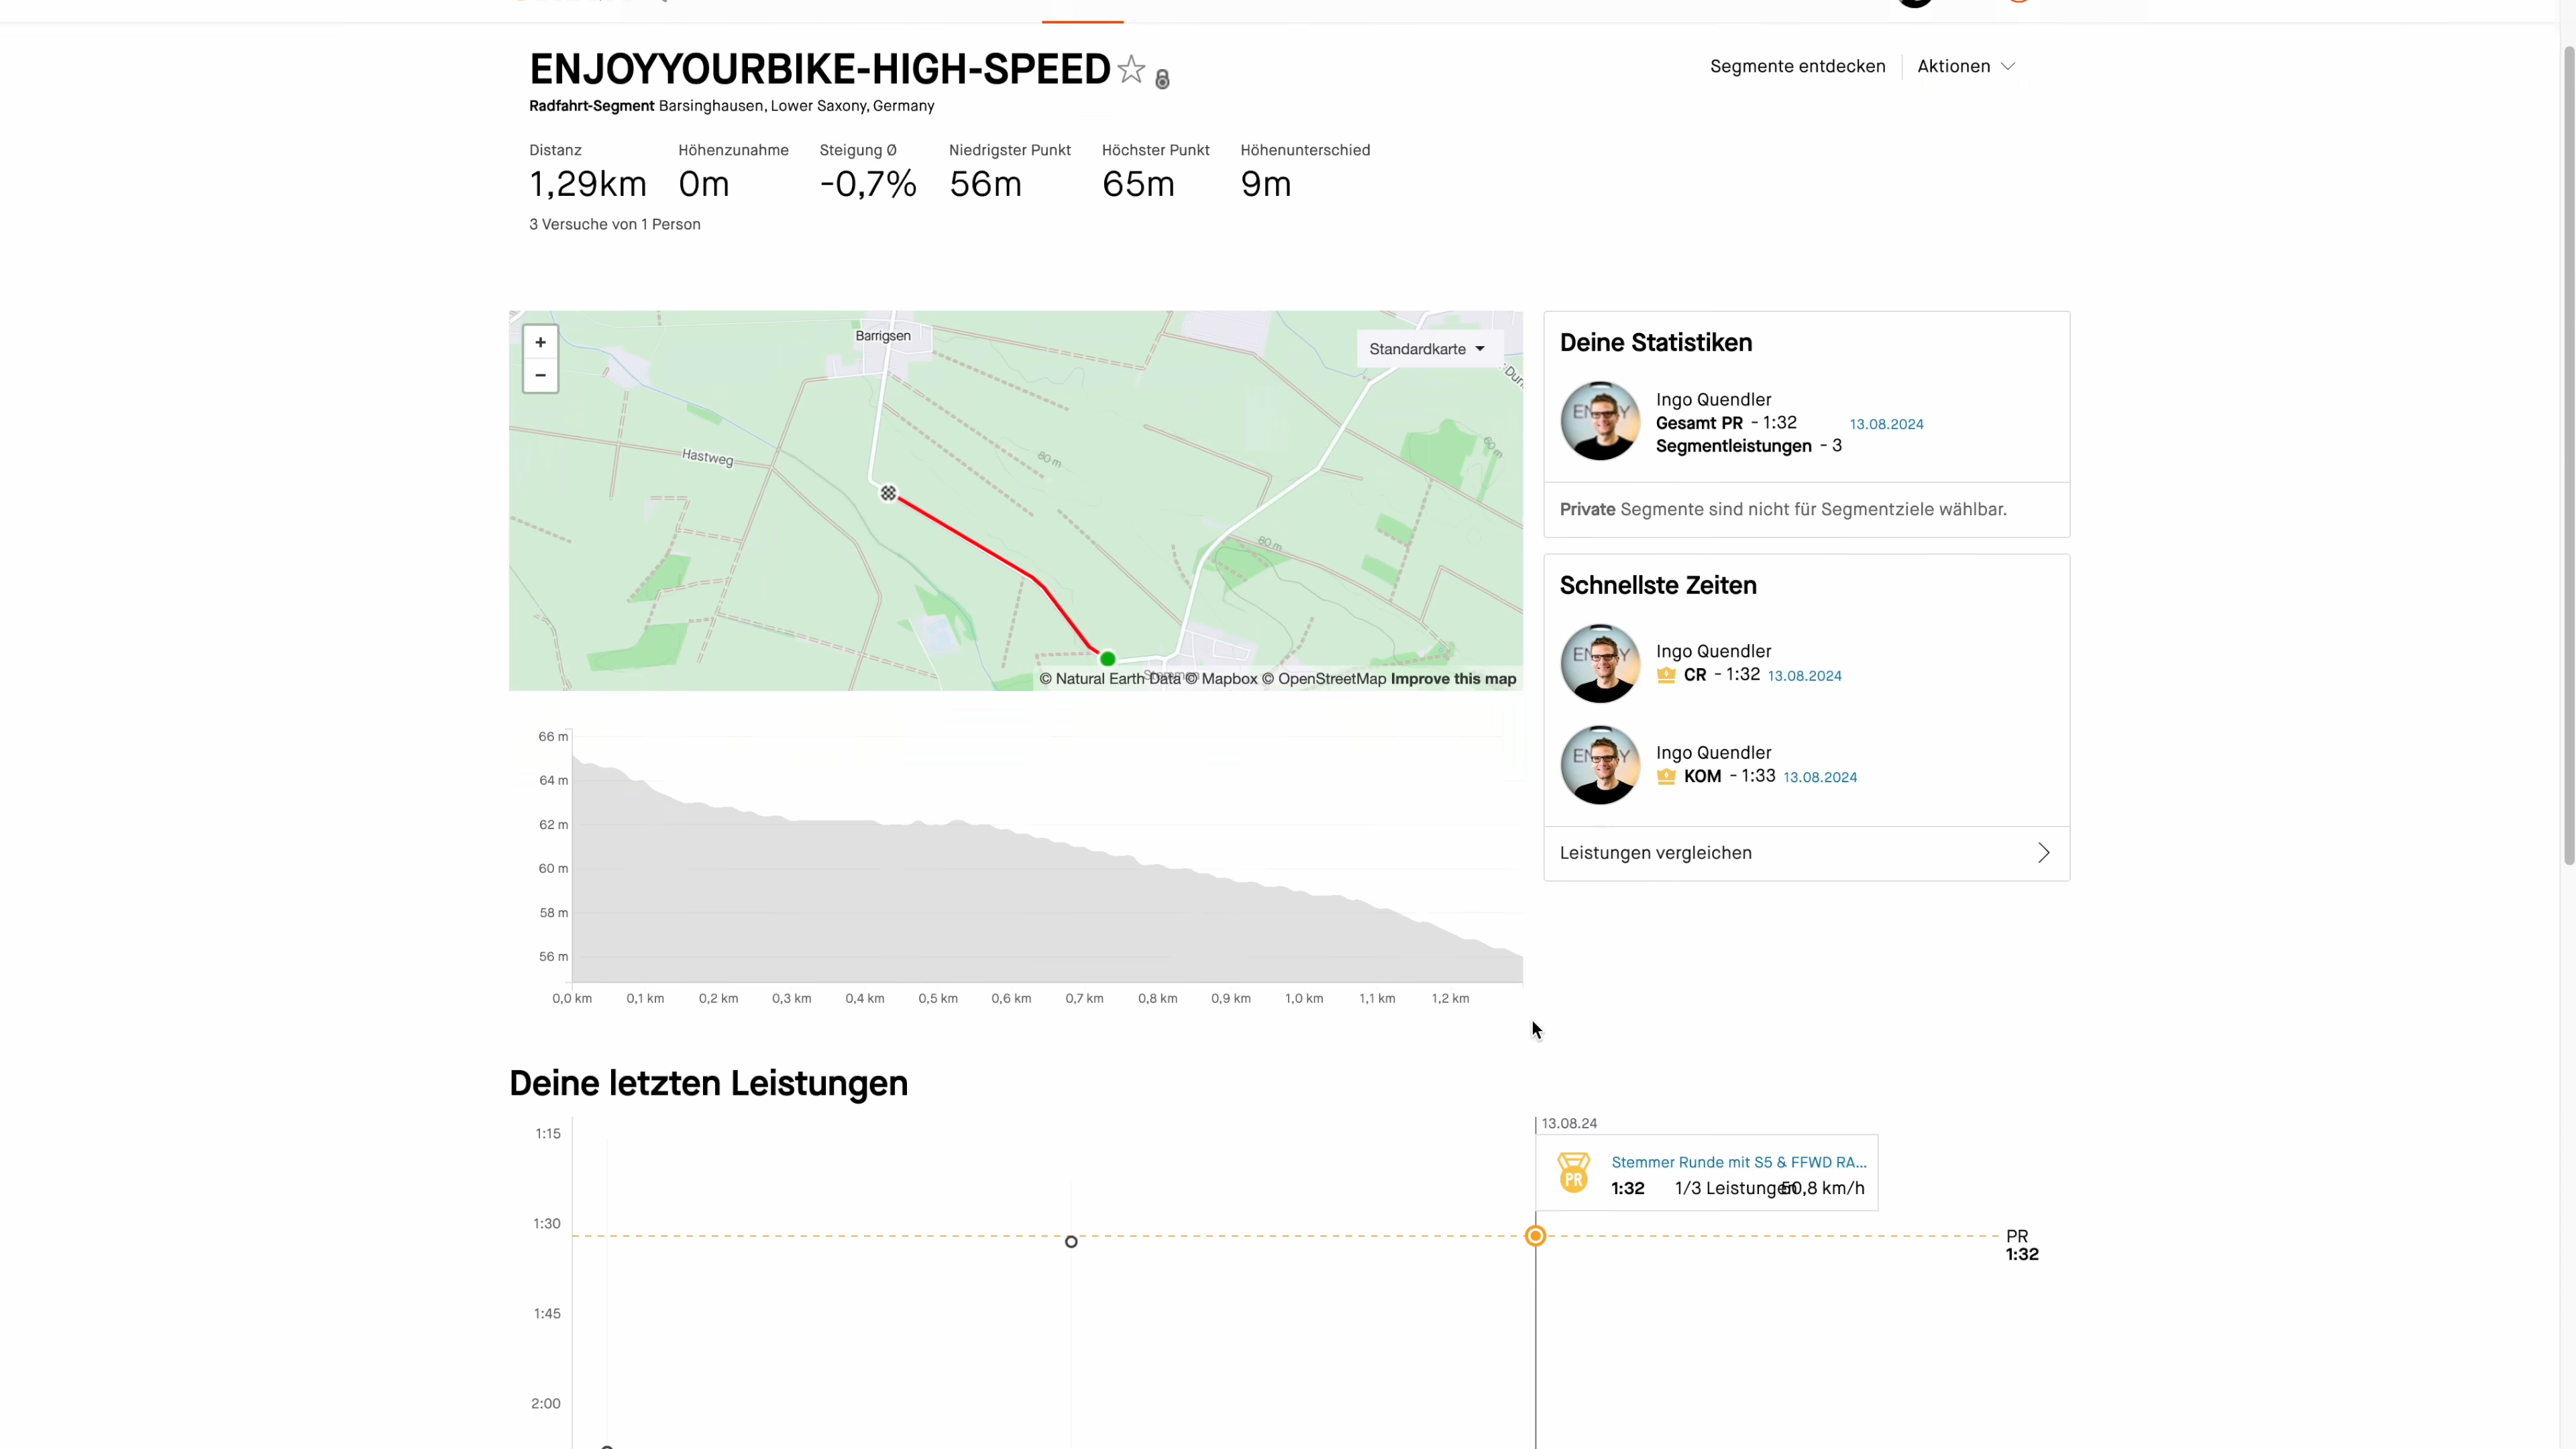 ENJOYYOURBIKE-HIGH-SPEED
Segmente entdecken
Aktionen
Radfahrt-Segment Barsinghausen, Lower Saxony, Germany
Distanz
1,29km
Höhenzunahme
0m
Steigung Ø
-0,7%
Niedrigster Punkt
56m
Höchster Punkt
65m
Höhenunterschied
9m
3 Versuche von 1 Person
+
−
Barrigsen
Standardkarte
Hastweg
80 m
60 m
60 m
© Natural Earth Data © Mapbox © OpenStreetMap Improve this map
Deine Statistiken
Ingo Quendler
Gesamt PR - 1:32 13.08.2024
Segmentleistungen - 3
Private Segmente sind nicht für Segmentziele wählbar.
Schnellste Zeiten
Ingo Quendler
CR - 1:32 13.08.2024
Ingo Quendler
KOM - 1:33 13.08.2024
Leistungen vergleichen
66 m
64 m
62 m
60 m
58 m
56 m
0,0 km 0,1 km 0,2 km 0,3 km 0,4 km 0,5 km 0,6 km 0,7 km 0,8 km 0,9 km 1,0 km 1,1 km 1,2 km
Deine letzten Leistungen
1:15
1:30
1:45
2:00
13.08.24
PR
Stemmer Runde mit S5 & FFWD RA...
1:32 1/3 Leistungen 50,8 km/h
PR
1:32